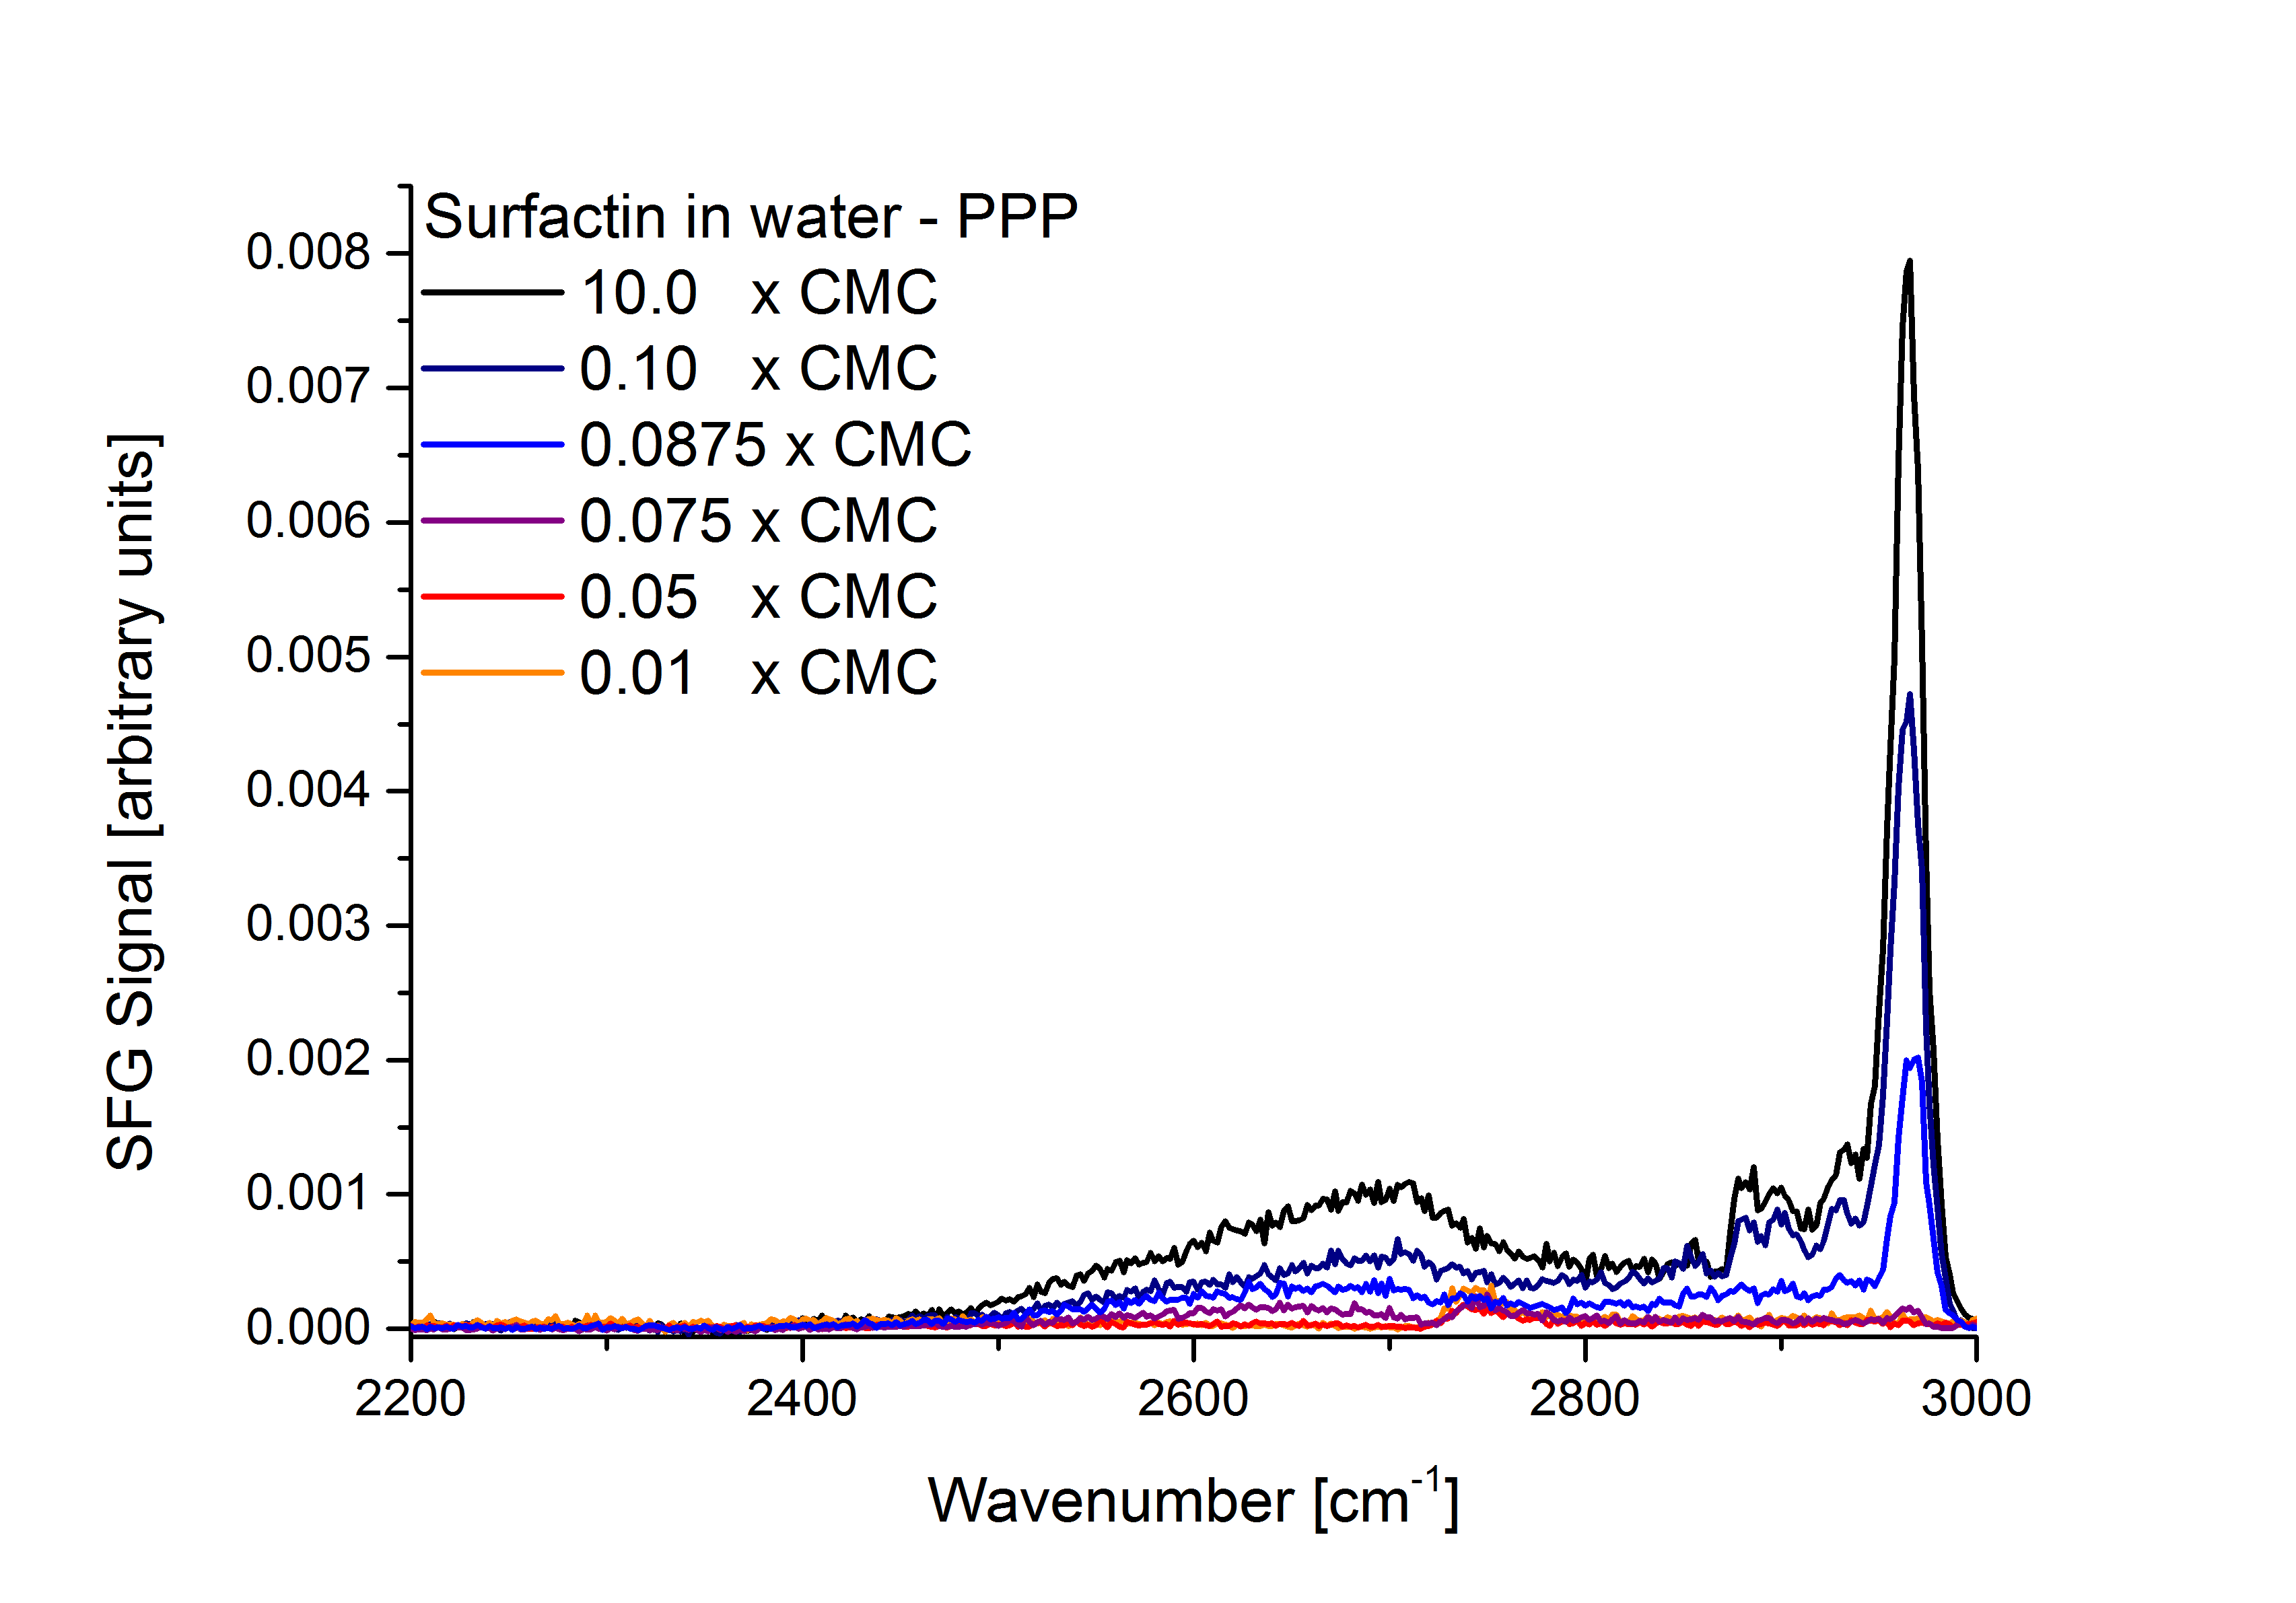 Surfactin in water - PPP
10.0 x CMC
0.10 x CMC
0.0875 x CMC
0.075 x CMC
0.05 x CMC
0.01 x CMC
0.008
0.007
0.006
0.005
0.004
0.003
0.002
0.001
0.000
SFG Signal [arbitrary units]
2200 2400 2600 2800 3000
Wavenumber [cm⁻¹]